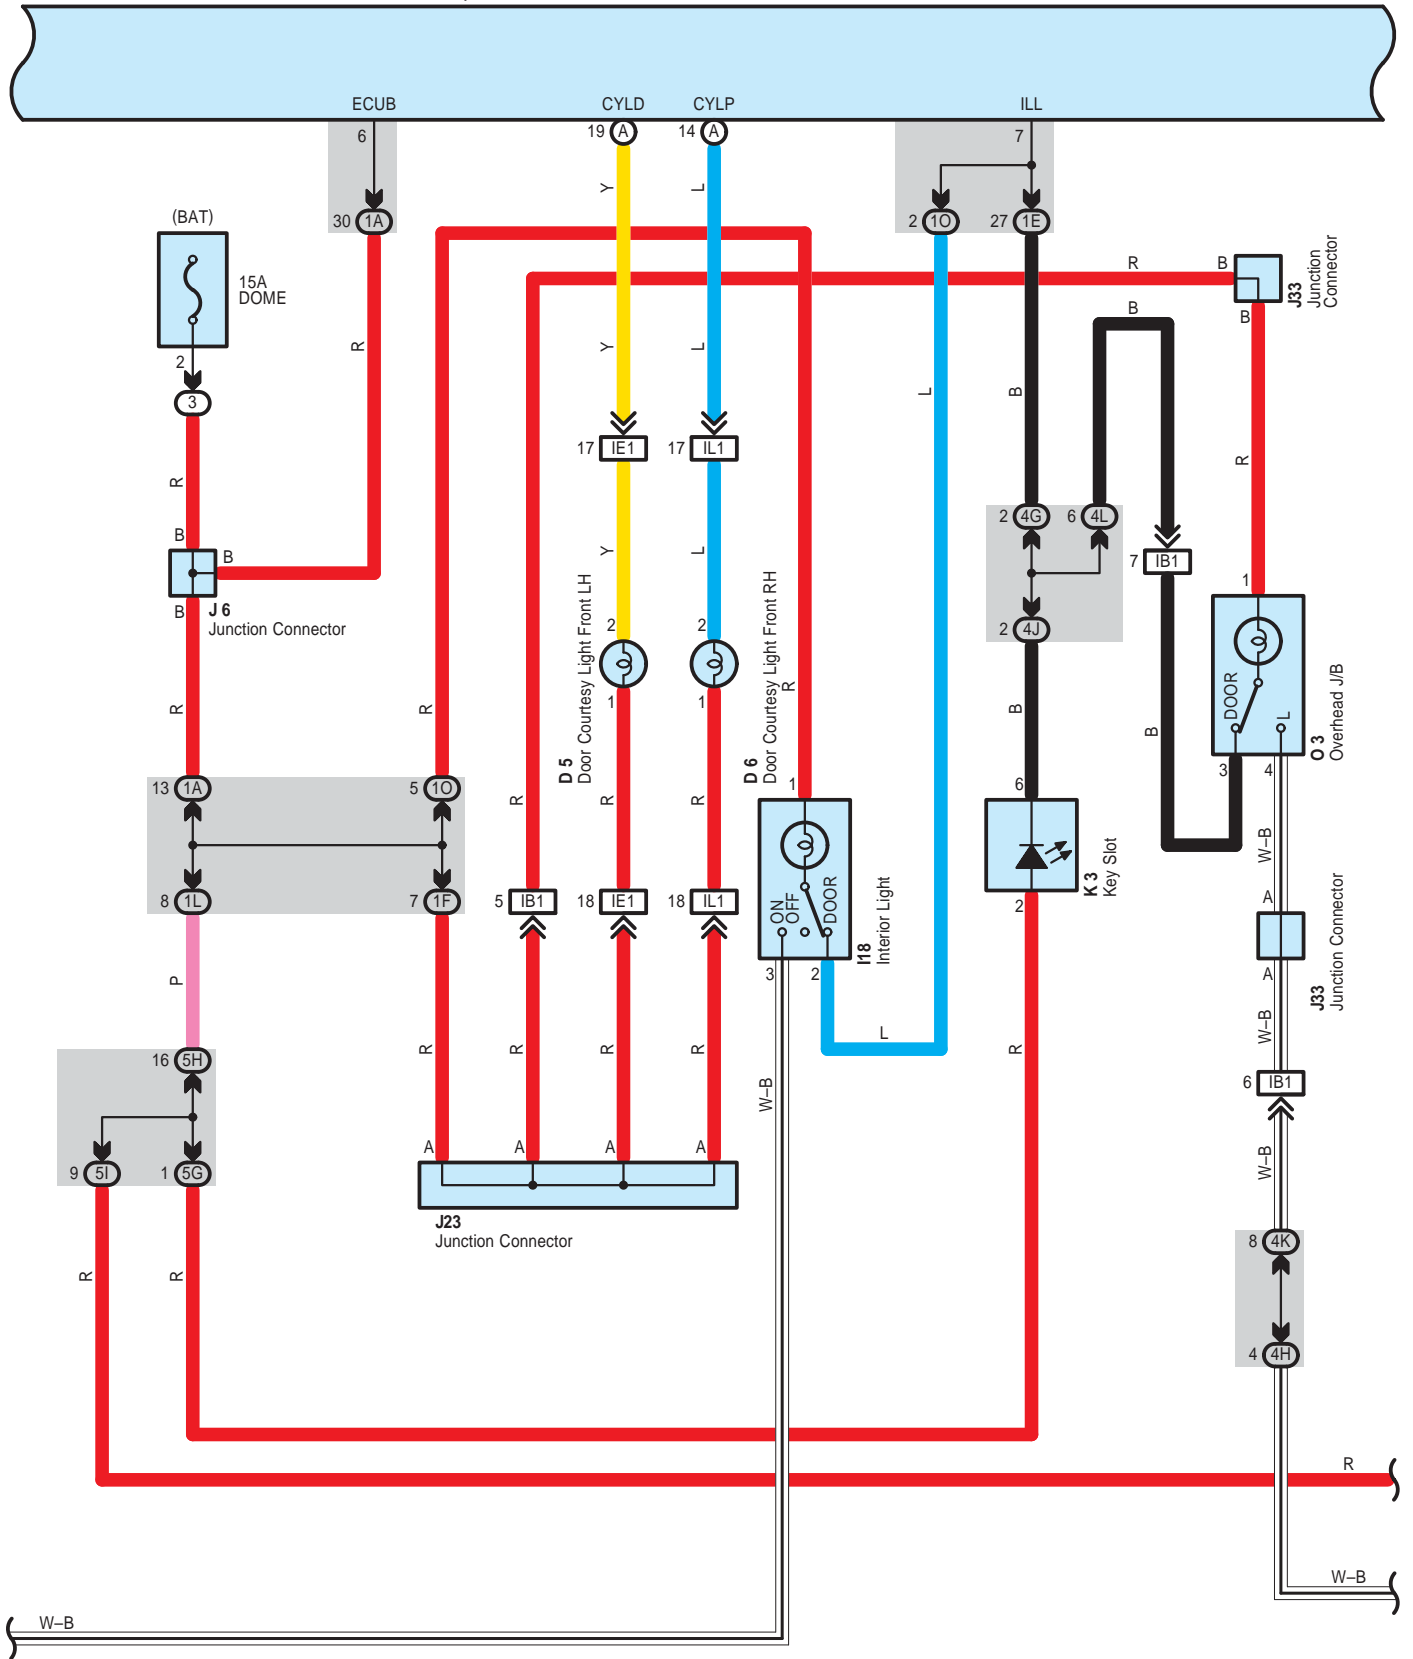 ECUB
CYLD
CYLP
ILL
6
19 A
14 A
7
Y
L
(BAT)
30 1A
2 1O
27 1E
15A
DOME
R
B
J33
Junction
Connector
B
B
2
R
Y
L
L
B
3
17 IE1
17 IL1
R
R
2 4G
6 4L
B
B
Y
L
7 IB1
B
J 6
Junction Connector
2
2
2 4J
1
D 5
Door Courtesy Light Front LH
D 6
Door Courtesy Light Front RH
R
R
R
1
1
B
B
DOOR
L
O 3
Overhead J/B
13 1A
5 1O
R
R
R
1
6
3
4
W–B
K 3
Key Slot
8 1L
7 1F
5 IB1
18 IE1
18 IL1
ON
OFF
DOOR
I18
Interior Light
2
A
J33
Junction Connector
A
P
3
2
L
R
W–B
16 5H
R
R
R
R
W–B
6 IB1
9 5I
1 5G
A
A
A
A
W–B
J23
Junction Connector
8 4K
R
R
4 4H
R
W–B
W–B